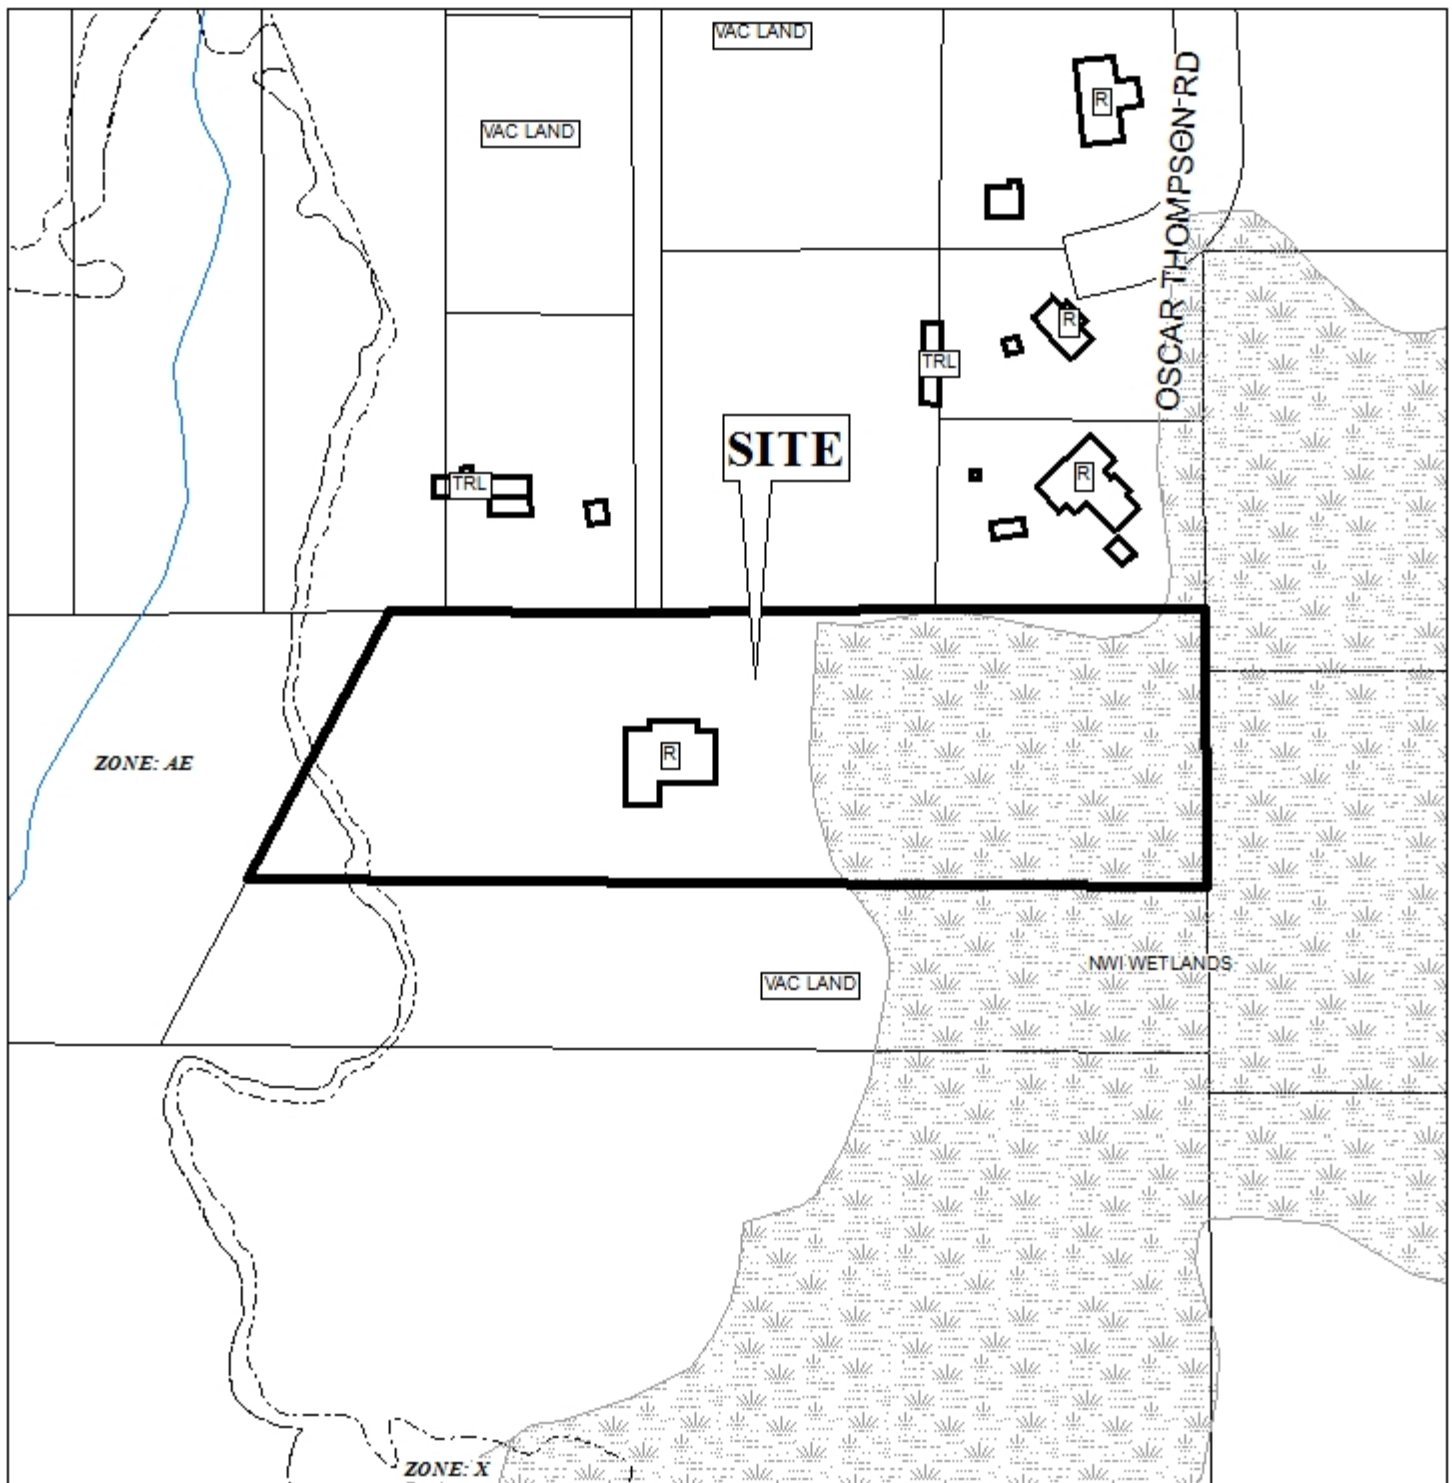 VAC LAND
R
VAC LAND
OSCAR THOMPSON RD
R
TRL
SITE
R
TRL
R
ZONE: AE
NWI WETLANDS
VAC LAND
ZONE: X